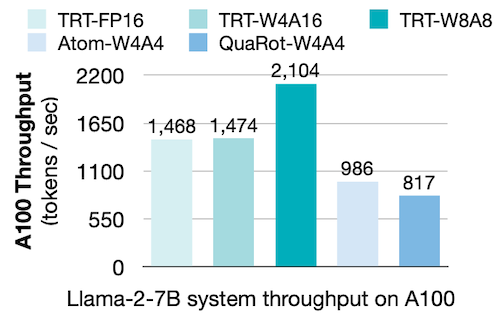 TRT-FP16 TRT-W4A16 TRT-W8A8
Atom-W4A4 QuaRot-W4A4
A100 Throughput
(tokens / sec)
2200
1650
1100
550
0
1,468
1,474
2,104
986
817
Llama-2-7B system throughput on A100